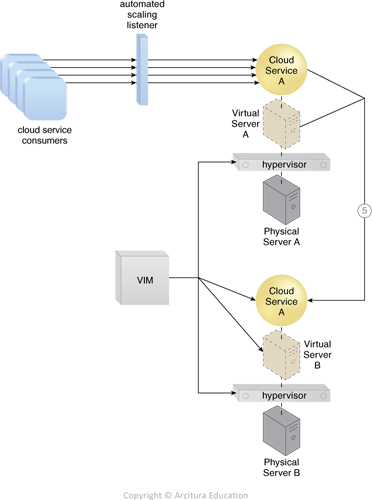 automated
scaling
listener
cloud service
consumers
Cloud
Service
A
Virtual
Server
A
hypervisor
Physical
Server A
5
VIM
Cloud
Service
A
Virtual
Server
B
hypervisor
Physical
Server B
Copyright © Arcitura Education